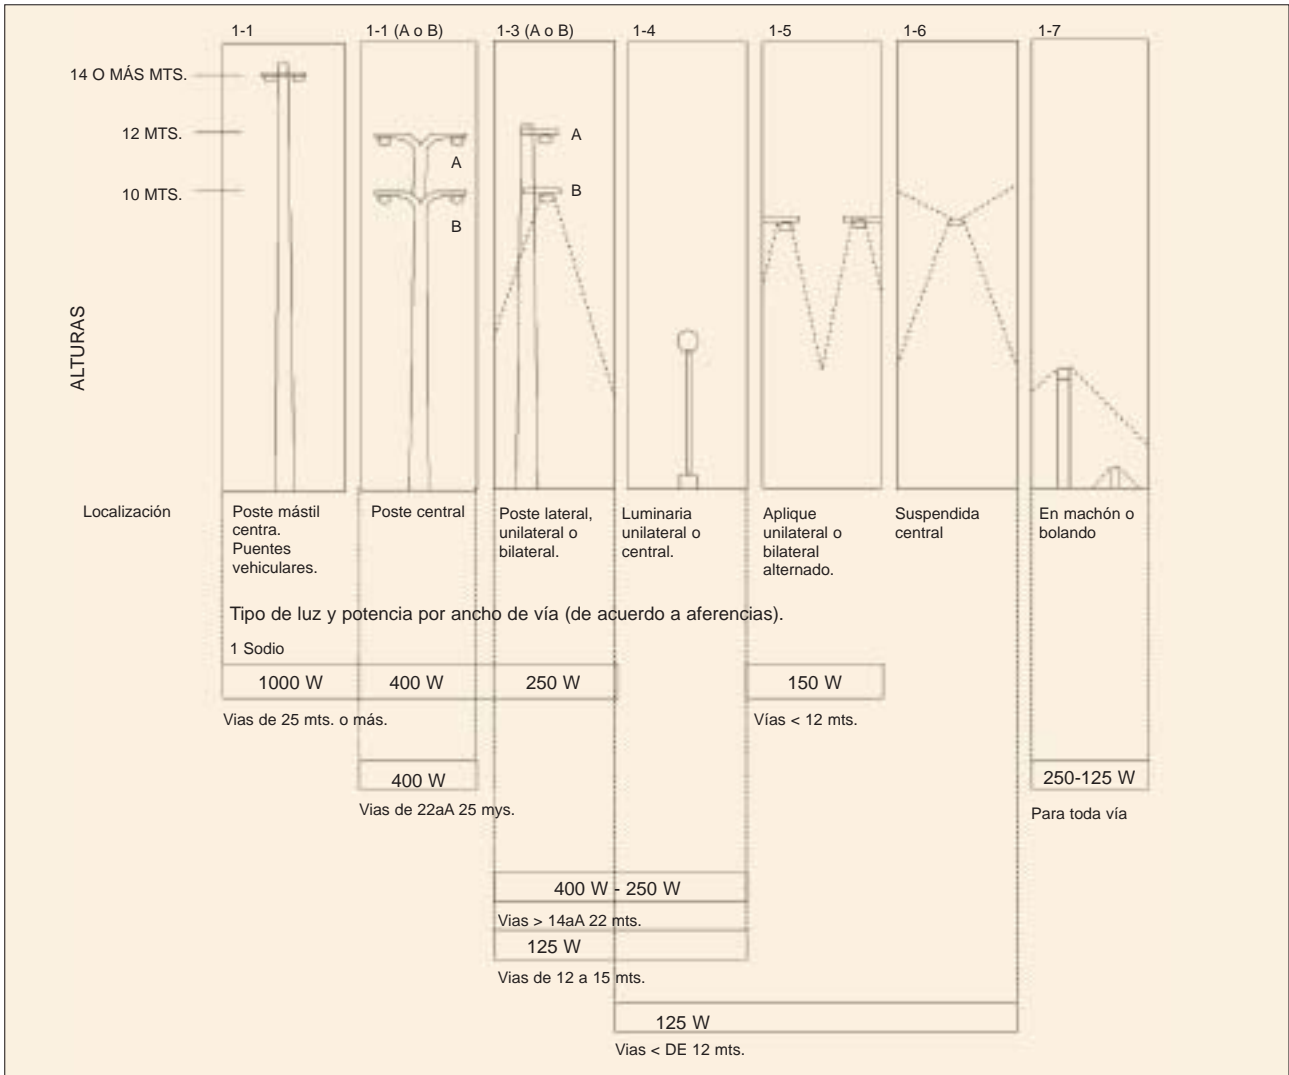 1-1 1-1 (A o B) 1-3 (A o B) 1-4 1-5 1-6 1-7
14 O MÁS MTS.
12 MTS.
10 MTS.
A
B
A
B
ALTURAS
Localización
Poste mástil
centra.
Puentes
vehiculares.
Poste central
Poste lateral,
unilateral o
bilateral.
Luminaria
unilateral o
central.
Aplique
unilateral o
bilateral
alternado.
Suspendida
central
En machón o
bolando
Tipo de luz y potencia por ancho de vía (de acuerdo a aferencias).
1 Sodio
1000 W 400 W 250 W 150 W
Vias de 25 mts. o más. Vías < 12 mts.
400 W 250-125 W
Vias de 22aA 25 mys. Para toda vía
400 W - 250 W
Vias > 14aA 22 mts.
125 W
Vias de 12 a 15 mts.
125 W
Vias < DE 12 mts.